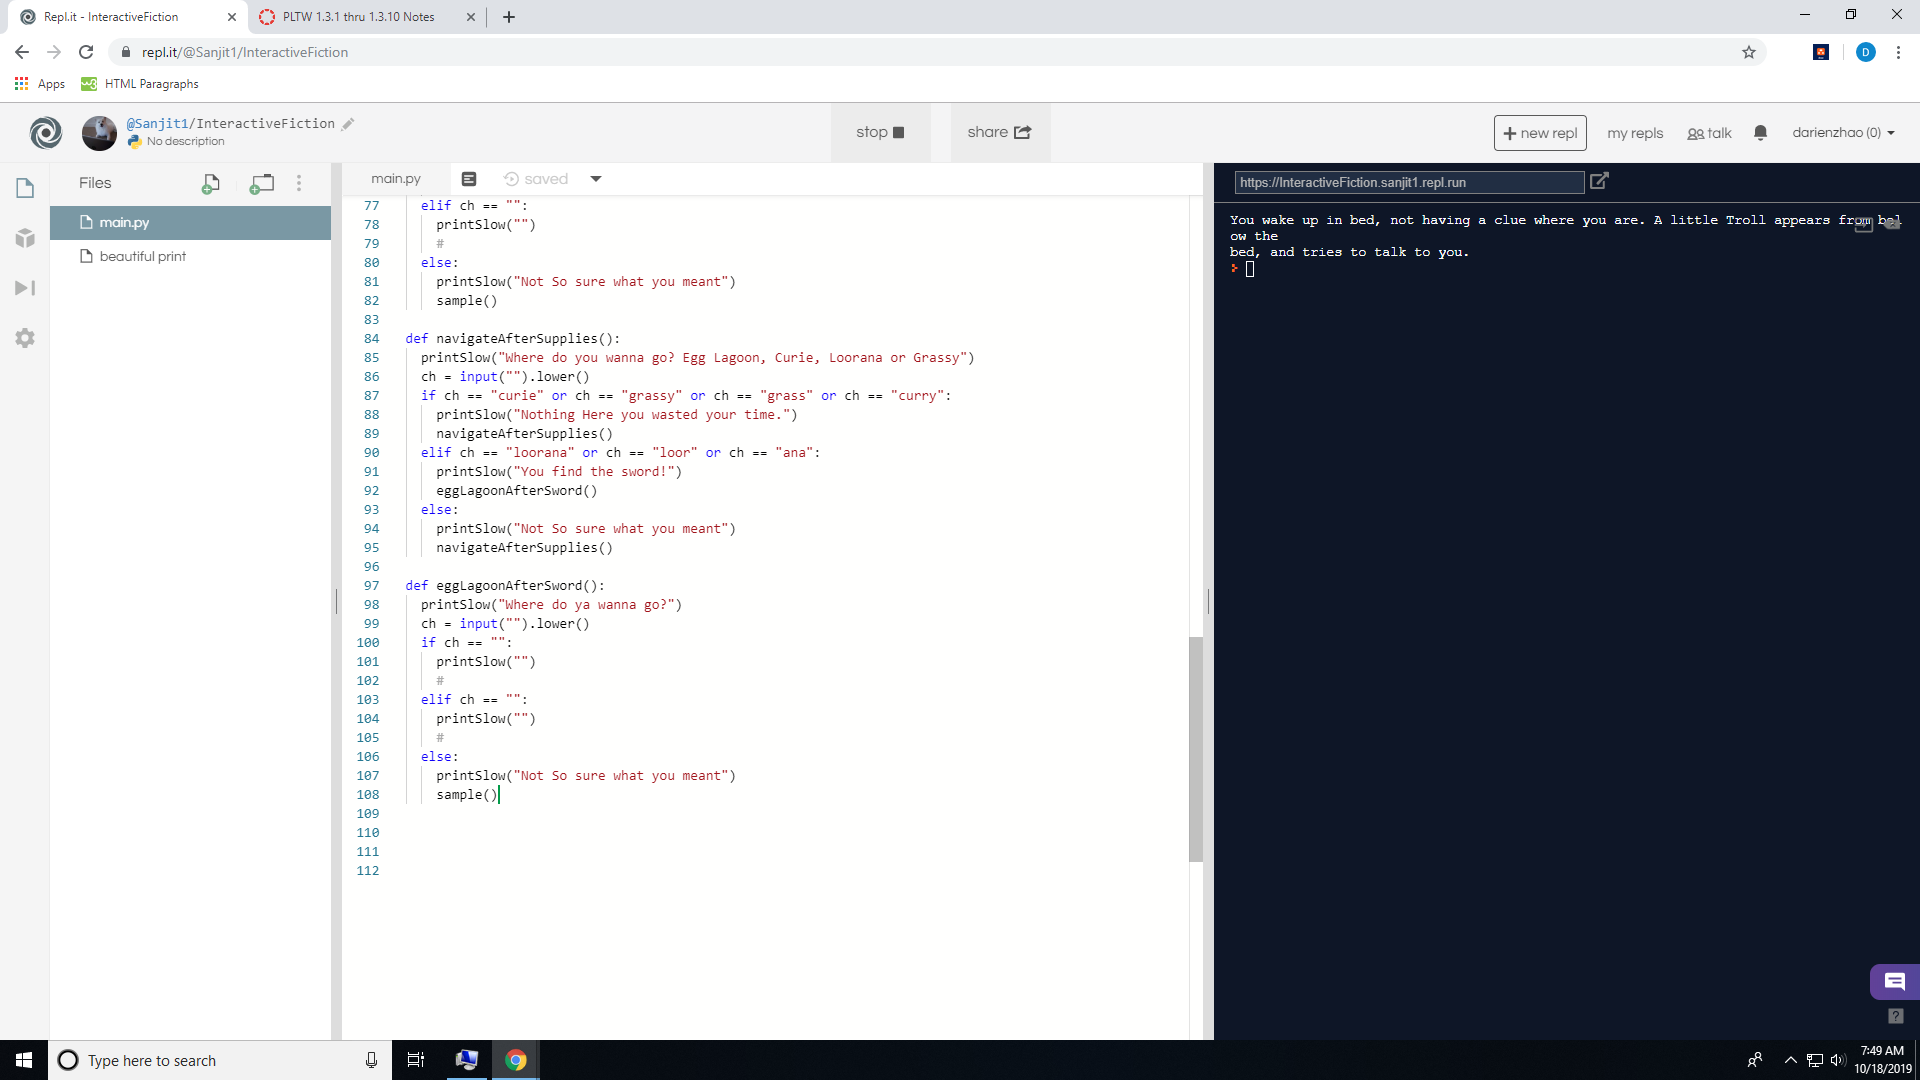 Repl.it - InteractiveFiction
PLTW 1.3.1 thru 1.3.10 Notes
repl.it/@Sanjit1/InteractiveFiction
D
Apps
HTML Paragraphs
@Sanjit1/InteractiveFiction
No description
stop
share
+ new repl
my repls
talk
darienzhao (0)
Files
main.py
saved
https://InteractiveFiction.sanjit1.repl.run
main.py
beautiful print
77 elif ch == "":
78 printSlow("")
79 #
80 else:
81 printSlow("Not So sure what you meant")
82 sample()
83
84 def navigateAfterSupplies():
85 printSlow("Where do you wanna go? Egg Lagoon, Curie, Loorana or Grassy")
86 ch = input("").lower()
87 if ch == "curie" or ch == "grassy" or ch == "grass" or ch == "curry":
88 printSlow("Nothing Here you wasted your time.")
89 navigateAfterSupplies()
90 elif ch == "loorana" or ch == "loor" or ch == "ana":
91 printSlow("You find the sword!")
92 eggLagoonAfterSword()
93 else:
94 printSlow("Not So sure what you meant")
95 navigateAfterSupplies()
96
97 def eggLagoonAfterSword():
98 printSlow("Where do ya wanna go?")
99 ch = input("").lower()
100 if ch == "":
101 printSlow("")
102 #
103 elif ch == "":
104 printSlow("")
105 #
106 else:
107 printSlow("Not So sure what you meant")
108 sample()
109
110
111
112
You wake up in bed, not having a clue where you are. A little Troll appears from bel
ow the
bed, and tries to talk to you.
?
Type here to search
7:49 AM
10/18/2019